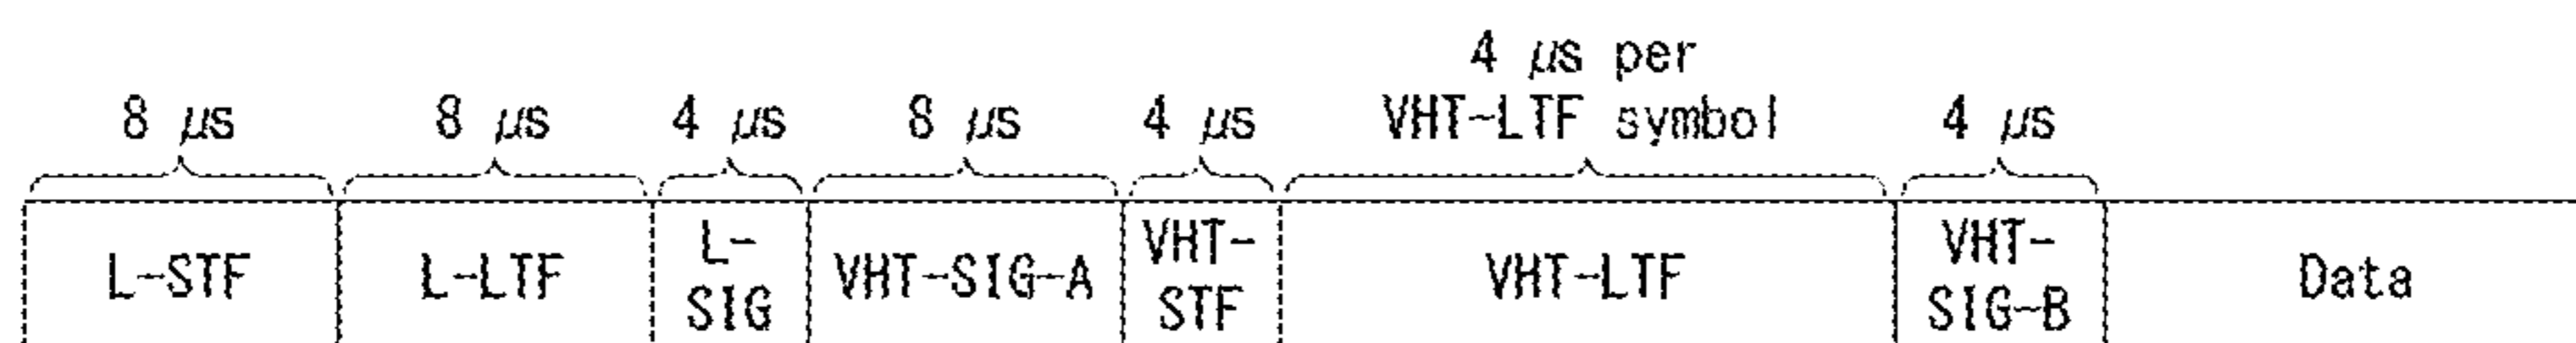 4 μs per
8 μs 8 μs 4 μs 8 μs 4 μs VHT-LTF symbol 4 μs
L-STF L-LTF L-SIG VHT-SIG-A VHT-STF VHT-LTF VHT-SIG-B Data